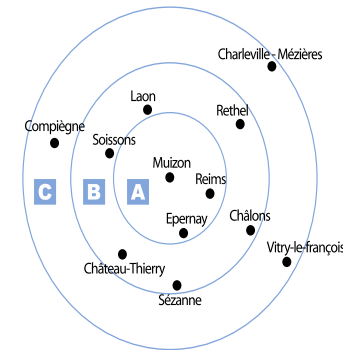 Charleville - Mézières
Laon
Rethel
Compiègne
Soissons
Muizon
Reims
C
B
A
Epernay
Châlons
Vitry-le-françois
Château-Thierry
Sézanne